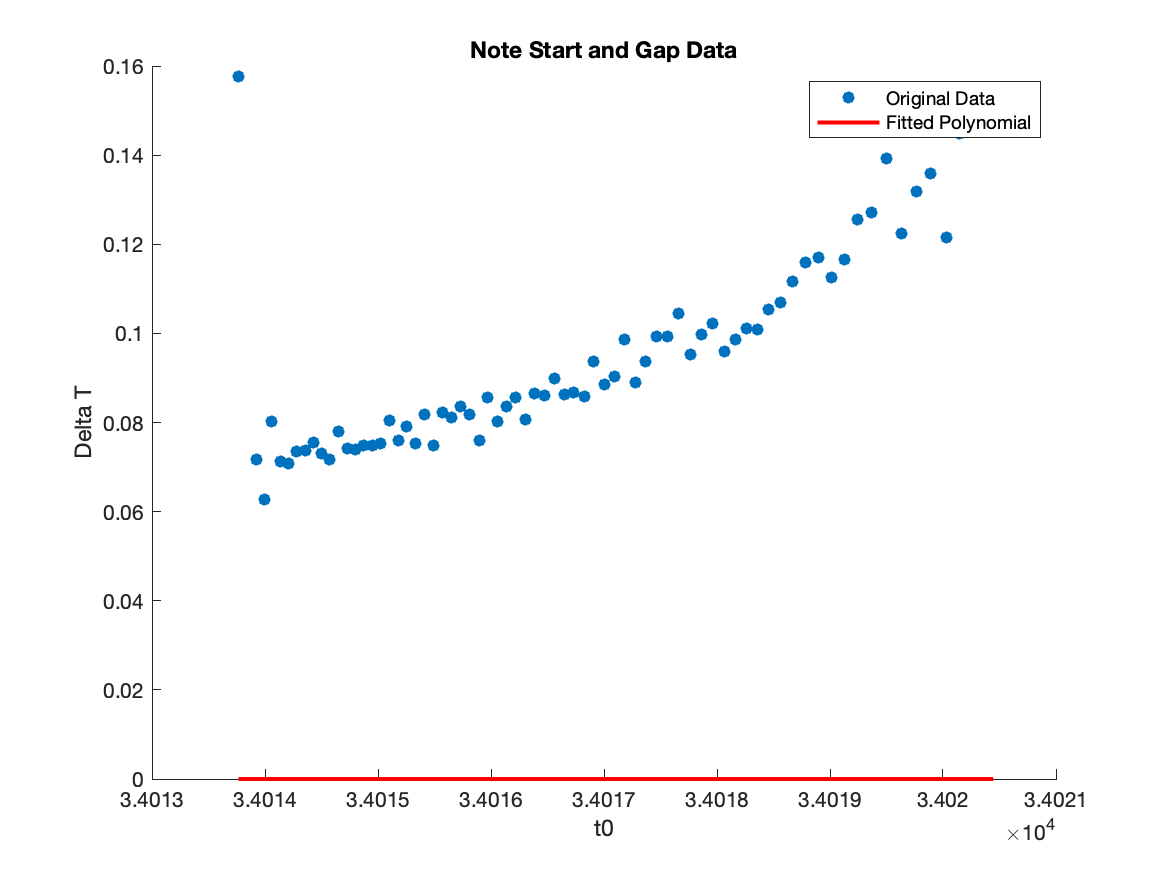 Note Start and Gap Data
Original Data
Fitted Polynomial
Delta T
0.16
0.14
0.12
0.1
0.08
0.06
0.04
0.02
0
3.4013 3.4014 3.4015 3.4016 3.4017 3.4018 3.4019 3.402 3.4021
t0
×10^4